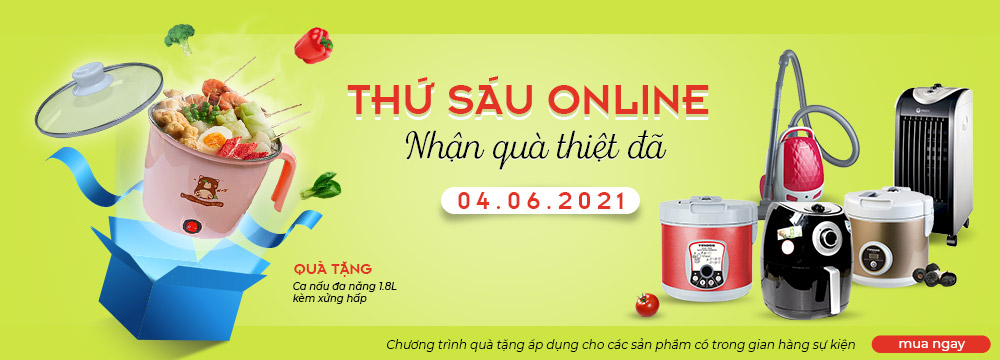 THỨ SÁU ONLINE
Nhận quà thiệt đã
04.06.2021
QUÀ TẶNG
Ca nấu đa năng 1.8L
kèm xửng hấp
Chương trình quà tặng áp dụng cho các sản phẩm có trong gian hàng sự kiện
mua ngay